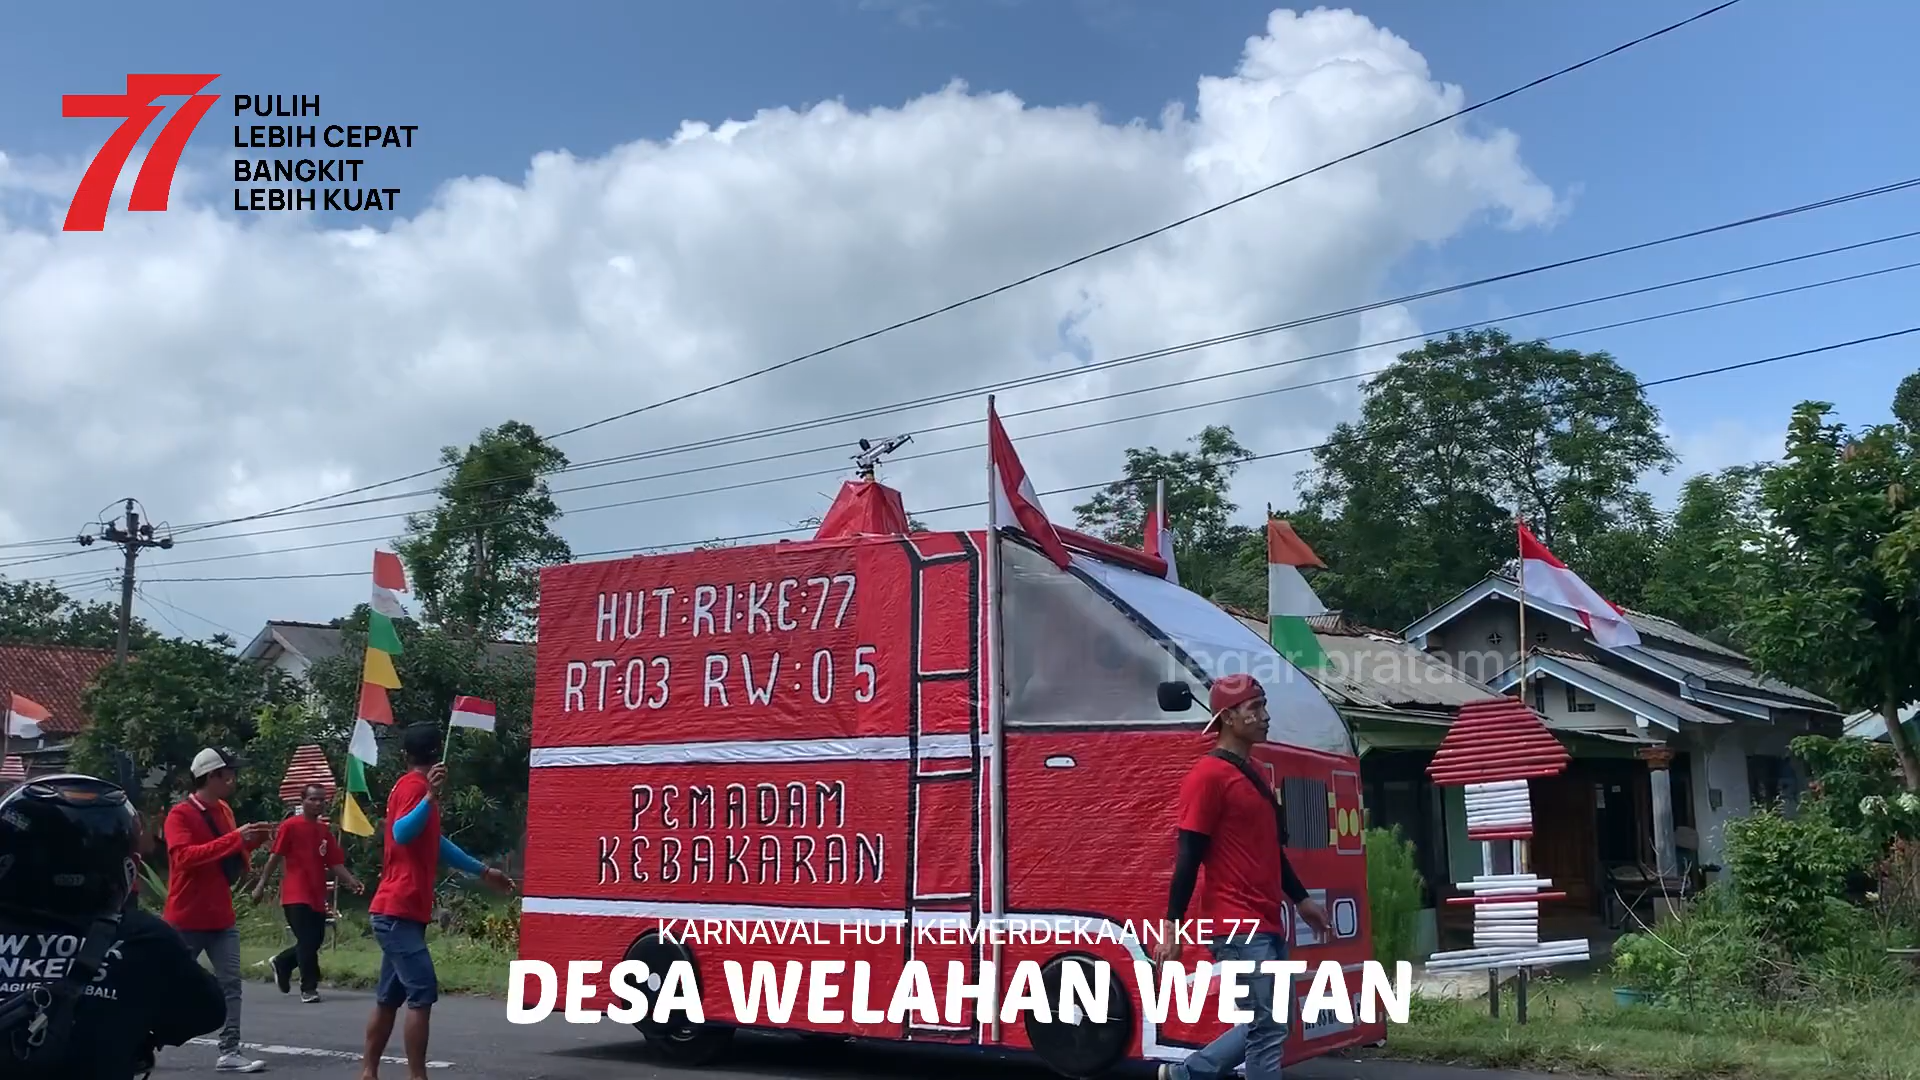 77
PULIH
LEBIH CEPAT
BANGKIT
LEBIH KUAT
HUT:RI:KE:77
RT:03 RW:05
PEMADAM
KEBAKARAN
Tegar pratama
KARNAVAL HUT KEMERDEKAAN KE 77
DESA WELAHAN WETAN